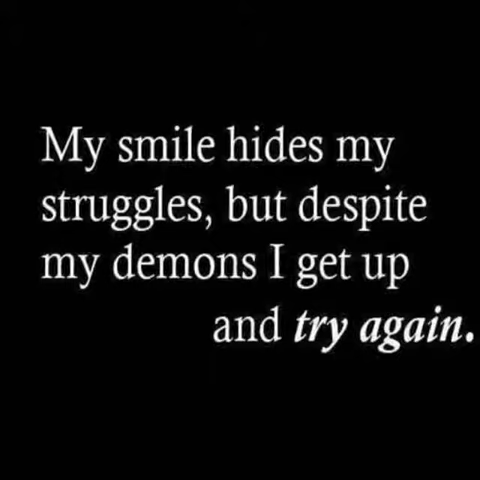 My smile hides my
struggles, but despite
my demons I get up
and try again.